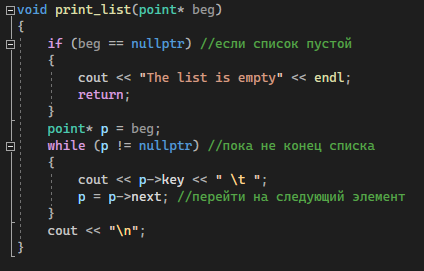 void print_list(point* beg)
{
if (beg == nullptr) //если список пустой
{
cout << "The list is empty" << endl;
return;
}
point* p = beg;
while (p != nullptr) //пока не конец списка
{
cout << p->key << " \t ";
p = p->next; //перейти на следующий элемент
}
cout << "\n";
}